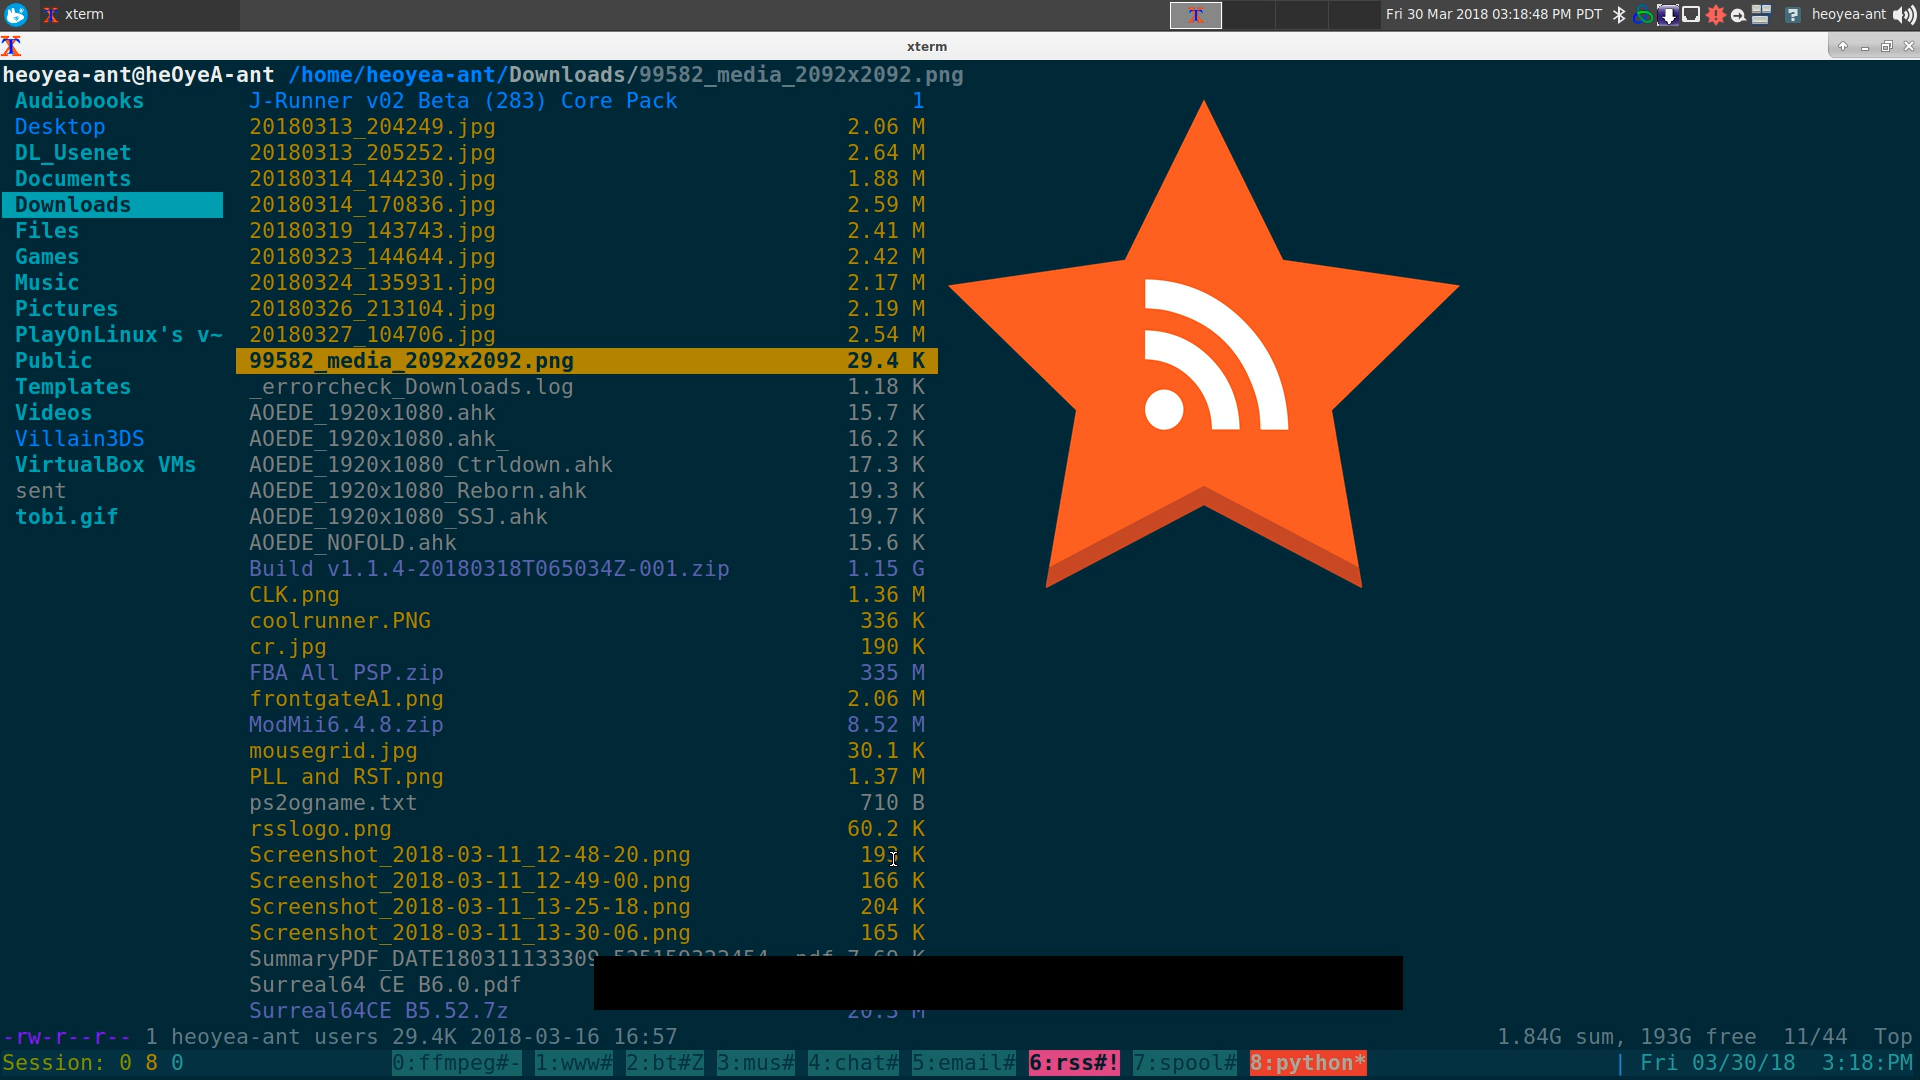 xterm
Fri 30 Mar 2018 03:18:48 PM PDT heoyea-ant
xterm
heoyea-ant@heOyeA-ant /home/heoyea-ant/Downloads/99582_media_2092x2092.png
Audiobooks J-Runner v02 Beta (283) Core Pack 1
Desktop 20180313_204249.jpg 2.06 M
DL_Usenet 20180313_205252.jpg 2.64 M
Documents 20180314_144230.jpg 1.88 M
Downloads 20180314_170836.jpg 2.59 M
Files 20180319_143743.jpg 2.41 M
Games 20180323_144644.jpg 2.42 M
Music 20180324_135931.jpg 2.17 M
Pictures 20180326_213104.jpg 2.19 M
PlayOnLinux's v~ 20180327_104706.jpg 2.54 M
Public 99582_media_2092x2092.png 29.4 K
Templates _errorcheck_Downloads.log 1.18 K
Videos AOEDE_1920x1080.ahk 15.7 K
Villain3DS AOEDE_1920x1080.ahk_ 16.2 K
VirtualBox VMs AOEDE_1920x1080_Ctrldown.ahk 17.3 K
sent AOEDE_1920x1080_Reborn.ahk 19.3 K
tobi.gif AOEDE_1920x1080_SSJ.ahk 19.7 K
AOEDE_NOFOLD.ahk 15.6 K
Build v1.1.4-20180318T065034Z-001.zip 1.15 G
CLK.png 1.36 M
coolrunner.PNG 336 K
cr.jpg 190 K
FBA All PSP.zip 335 M
frontgateA1.png 2.06 M
ModMii6.4.8.zip 8.52 M
mousegrid.jpg 30.1 K
PLL and RST.png 1.37 M
ps2ogname.txt 710 B
rsslogo.png 60.2 K
Screenshot_2018-03-11_12-48-20.png K
Screenshot_2018-03-11_12-49-00.png 166 K
Screenshot_2018-03-11_13-25-18.png 204 K
Screenshot_2018-03-11_13-30-06.png 165 K
SummaryPDF_DATE180311133309
Surreal64 CE B6.0.pdf
Surreal64CE B5.52.7z 20.3 M
-rw-r--r-- 1 heoyea-ant users 29.4K 2018-03-16 16:57 1.84G sum, 193G free 11/44 Top
Session: 0 8 0 0:ffmpeg#- 1:www# 2:bt#Z 3:mus# 4:chat# 5:email# 6:rss#! 7:spool# 8:python* | Fri 03/30/18 3:18:PM